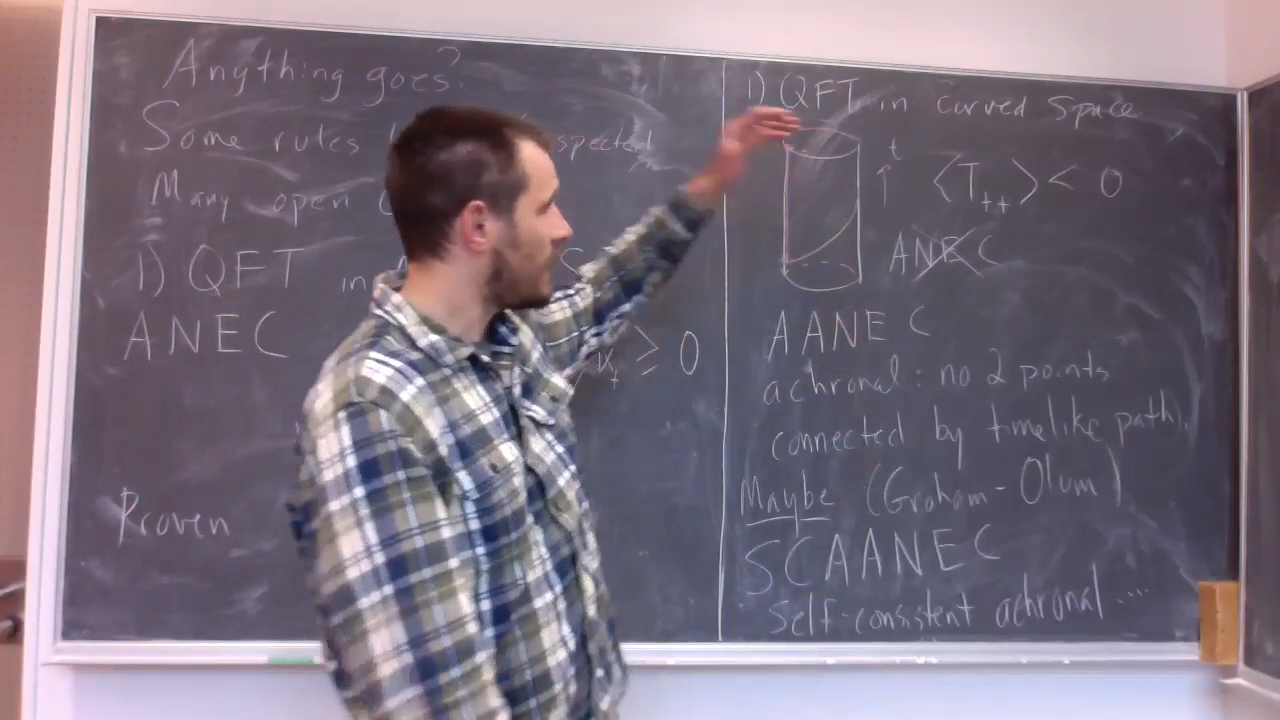 Anything goes?
Some rules
Many open
1) QFT in
ANEC
≥ 0
Proven
1) QFT in curved space
t
↑ ⟨T₊₊⟩ < 0
ANEC
AANEC
achronal: no 2 points
connected by timelike path.
Maybe (Graham-Olum)
SCAANEC
Self-consistent achronal ...